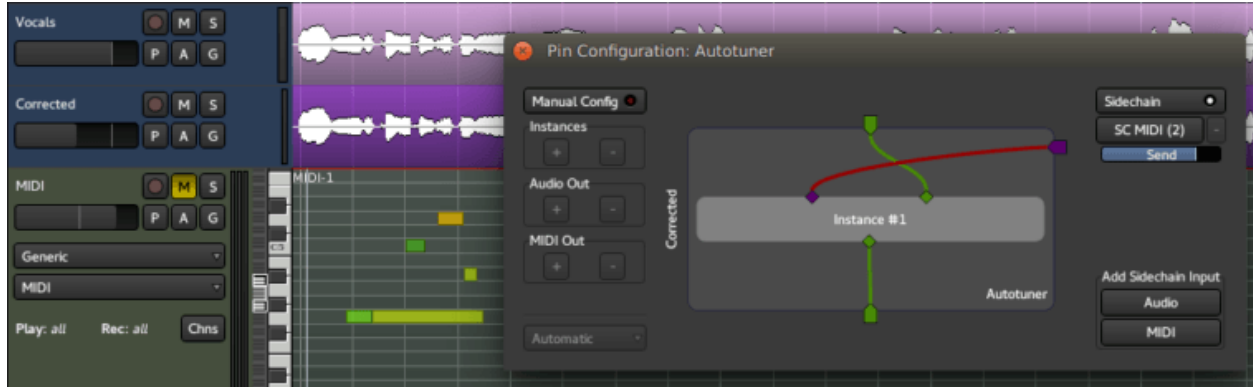 Vocals
M S
P A G
Corrected
M S
P A G
MIDI
M S
P A G
Generic
MIDI
Play: all Rec: all Chns
MIDI-1
C5
Pin Configuration: Autotuner
Manual Config
Instances
+ -
Audio Out
+ -
MIDI Out
+ -
Automatic
Corrected
Instance #1
Autotuner
Sidechain
SC MIDI (2) -
Send
Add Sidechain Input
Audio
MIDI